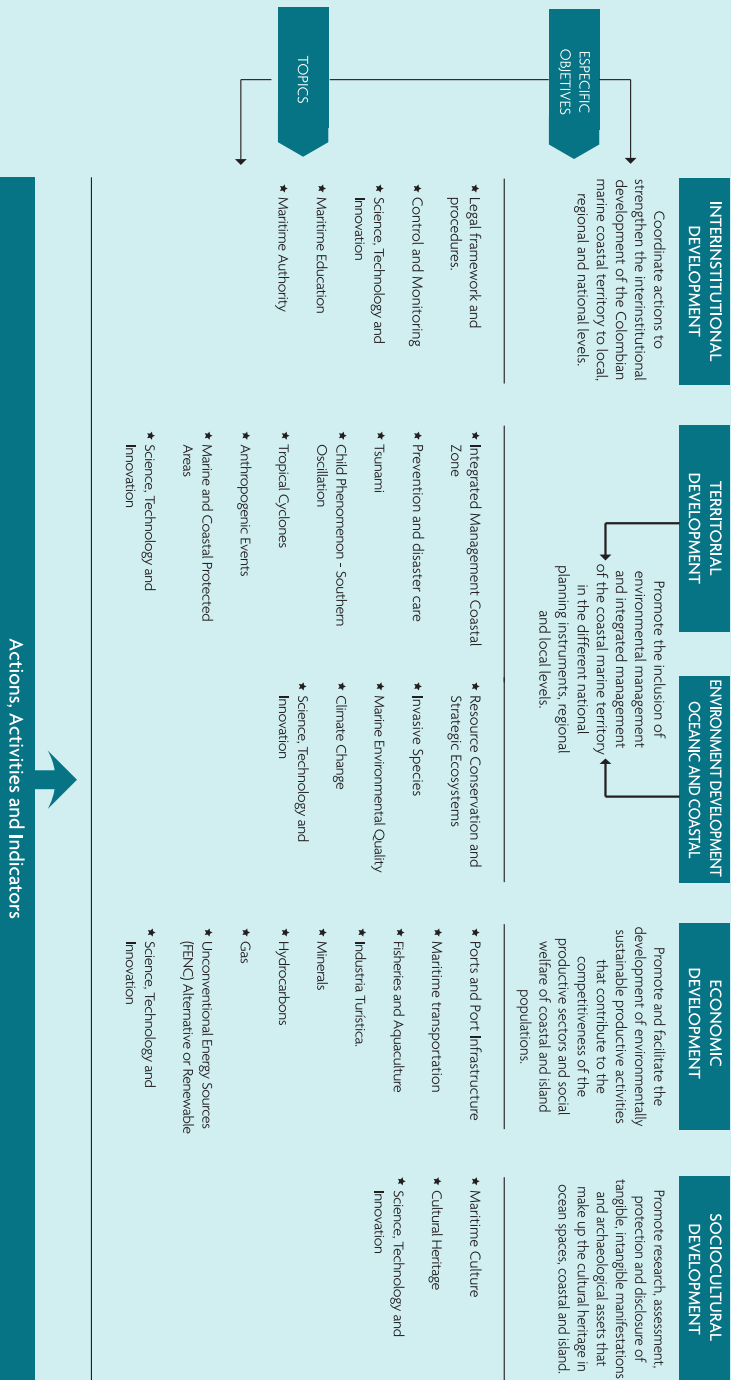 ESPECIFIC
OBJETIVES
TOPICS
INTERINSTITUTIONAL
DEVELOPMENT
Coordinate actions to
strengthen the interinstitutional
development of the Colombian
marine coastal territory to local,
regional and national levels.
★ Legal framework and
procedures.
★ Control and Monitoring
★ Science, Technology and
Innovation
★ Maritime Education
★ Maritime Authority
TERRITORIAL
DEVELOPMENT
ENVIRONMENT DEVELOPMENT
OCEANIC AND COASTAL
Promote the inclusion of
environmental management
and integrated management
of the coastal marine territory
in the different national
planning instruments, regional
and local levels.
★ Integrated Management Coastal
Zone
★ Prevention and disaster care
★ Tsunami
★ Child Phenomenon - Southern
Oscillation
★ Tropical Cyclones
★ Anthropogenic Events
★ Marine and Coastal Protected
Areas
★ Science, Technology and
Innovation
★ Resource Conservation and
Strategic Ecosystems
★ Invasive Species
★ Marine Environmental Quality
★ Climate Change
★ Science, Technology and
Innovation
ECONOMIC
DEVELOPMENT
Promote and facilitate the
development of environmentally
sustainable productive activities
that contribute to the
competitiveness of the
productive sectors and social
welfare of coastal and island
populations.
★ Ports and Port Infrastructure
★ Maritime transportation
★ Fisheries and Aquaculture
★ Industria Turística.
★ Minerals
★ Hydrocarbons
★ Gas
★ Unconventional Energy Sources
(FENC) Alternative or Renewable
★ Science, Technology and
Innovation
SOCIOCULTURAL
DEVELOPMENT
Promote research, assessment,
protection and disclosure of
tangible, intangible manifestations
and archaeological assets that
make up the cultural heritage in
ocean spaces, coastal and island.
★ Maritime Culture
★ Cultural Heritage
★ Science, Technology and
Innovation
Actions, Activities and Indicators